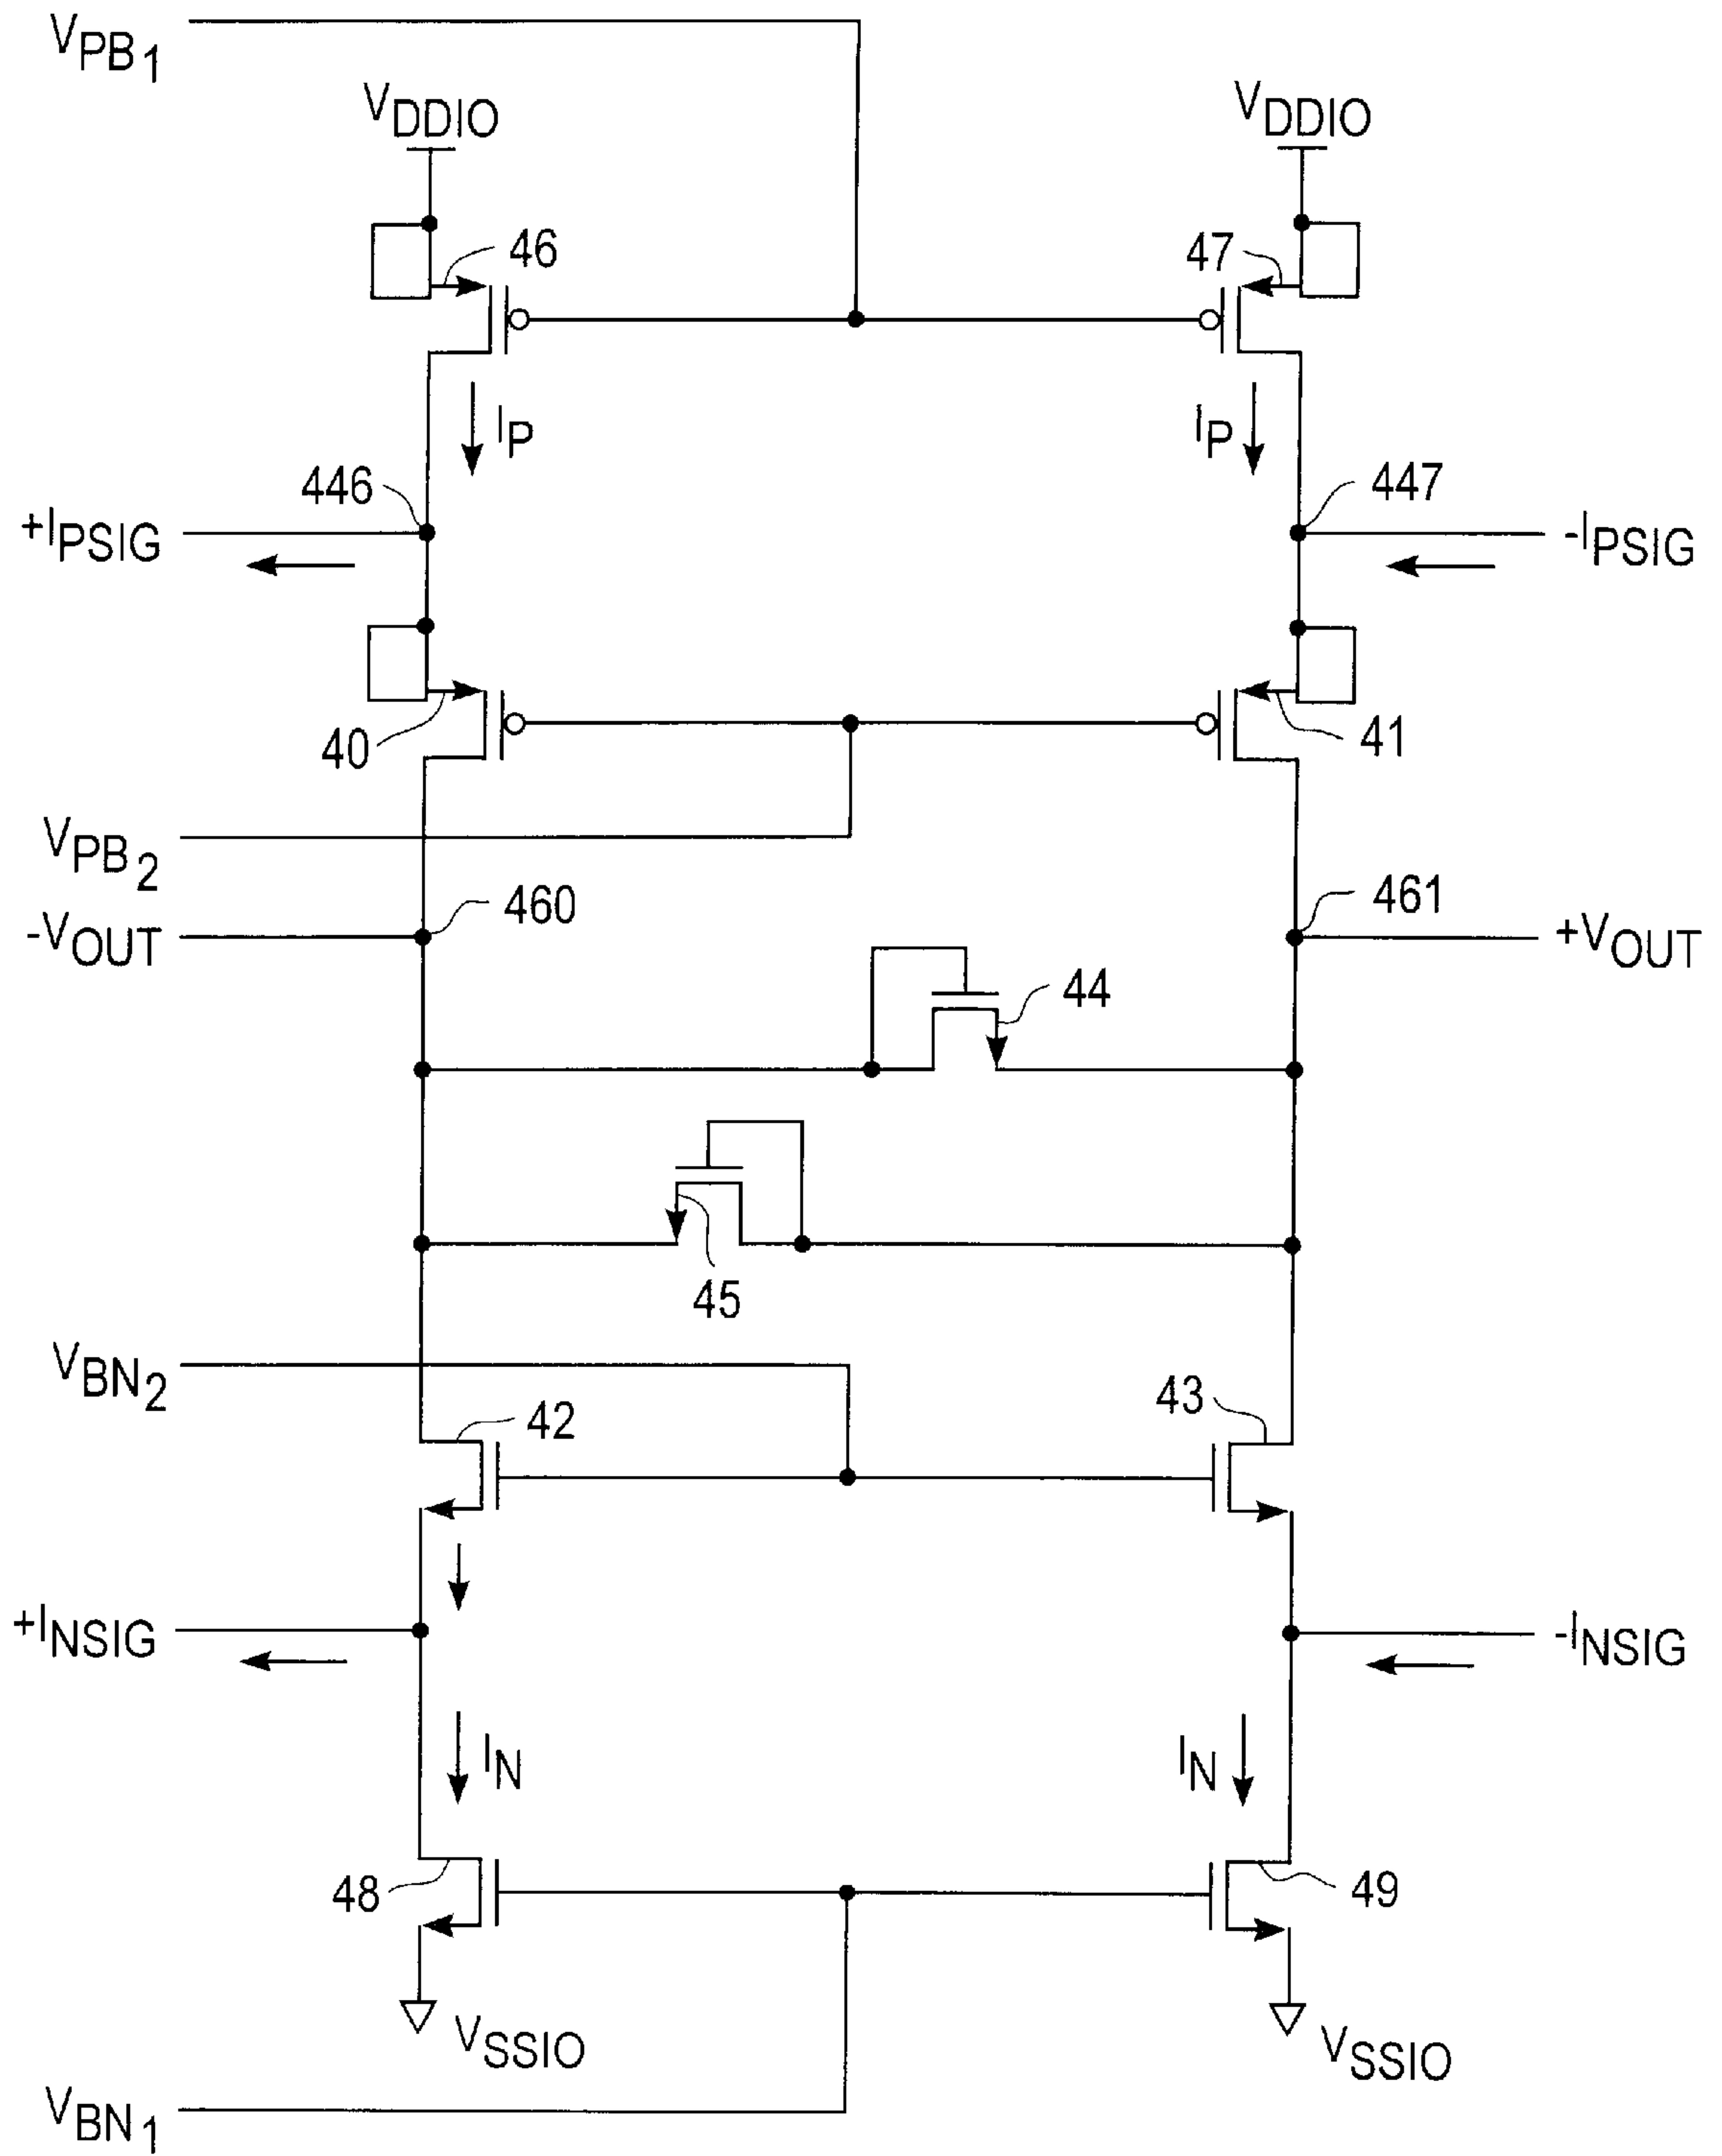 VPB1
VDDIO
VDDIO
46
47
IP
IP
446
447
+IPSIG
-IPSIG
40
41
VPB2
460
461
-VOUT
+VOUT
44
45
VBN2
42
43
+INSIG
-INSIG
IN
IN
48
49
VSSIO
VSSIO
VBN1